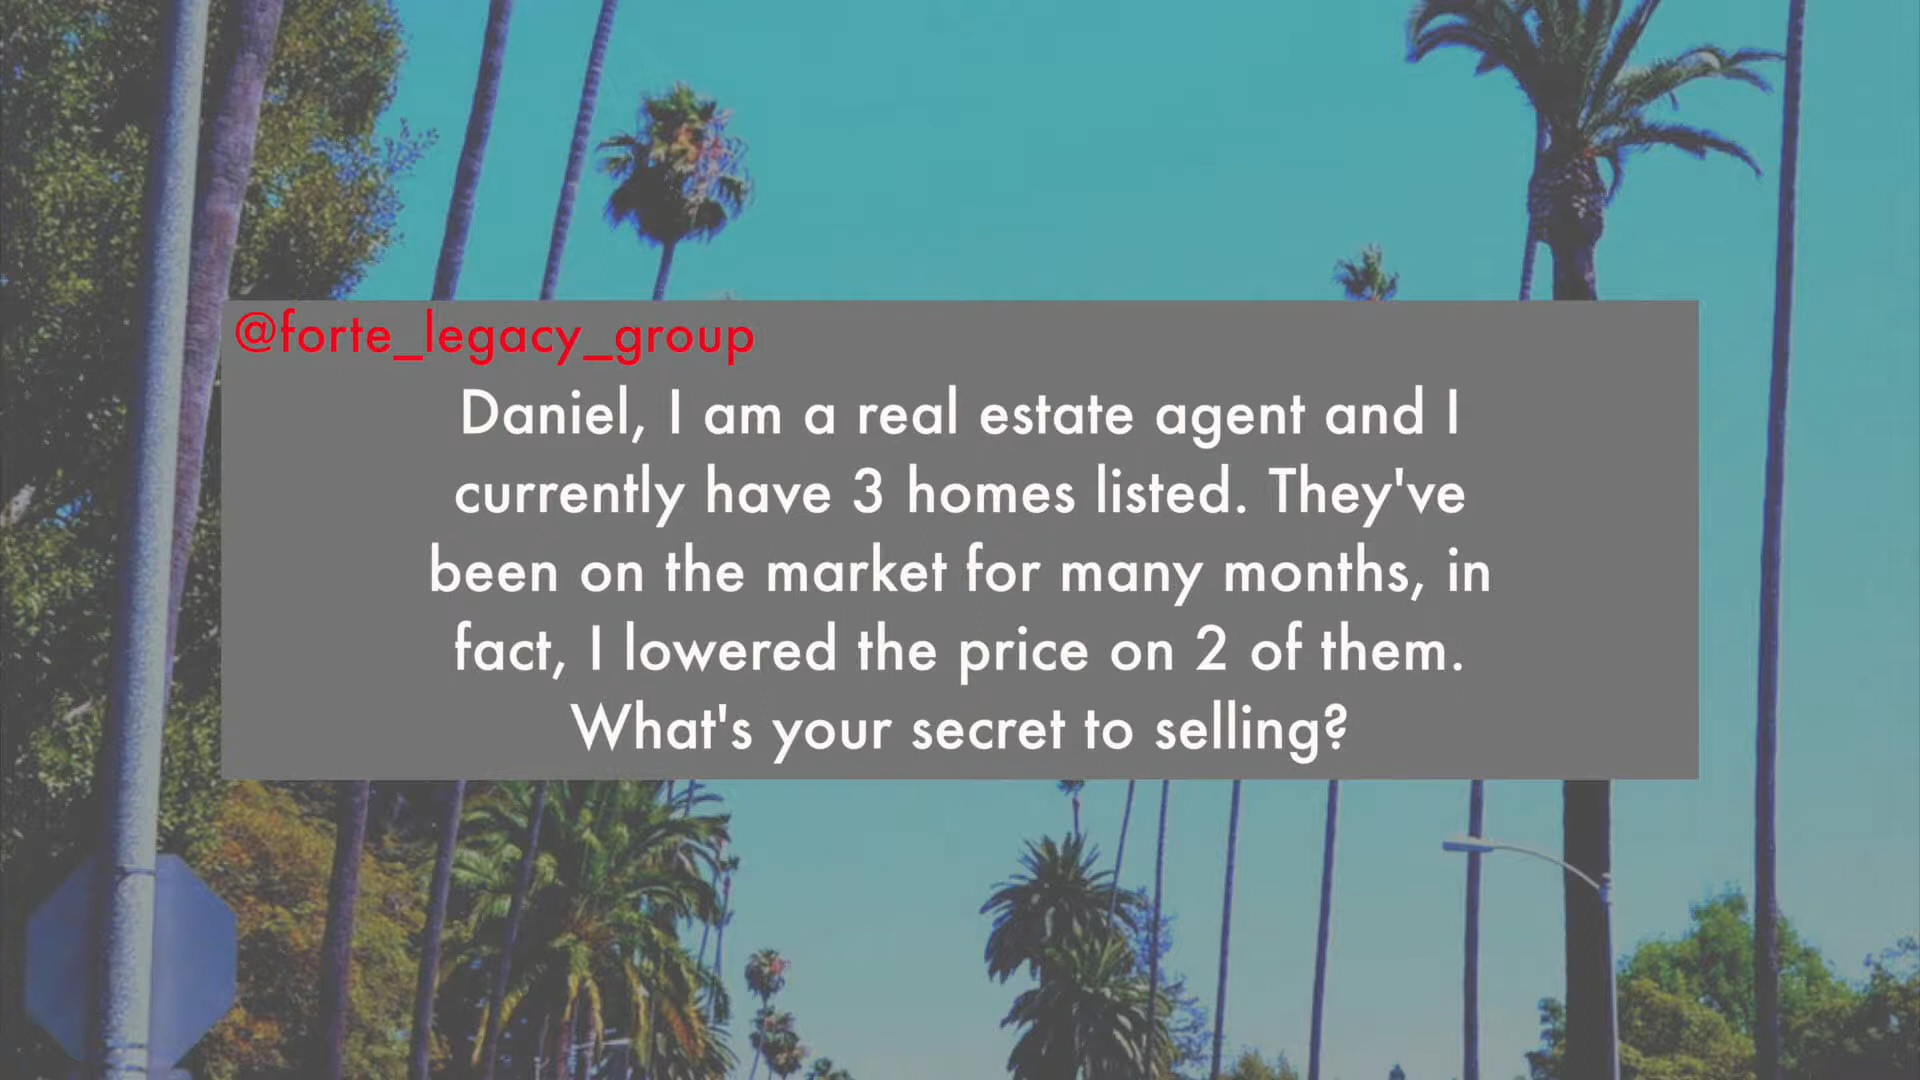 @forte_legacy_group
Daniel, I am a real estate agent and I
currently have 3 homes listed. They've
been on the market for many months, in
fact, I lowered the price on 2 of them.
What's your secret to selling?